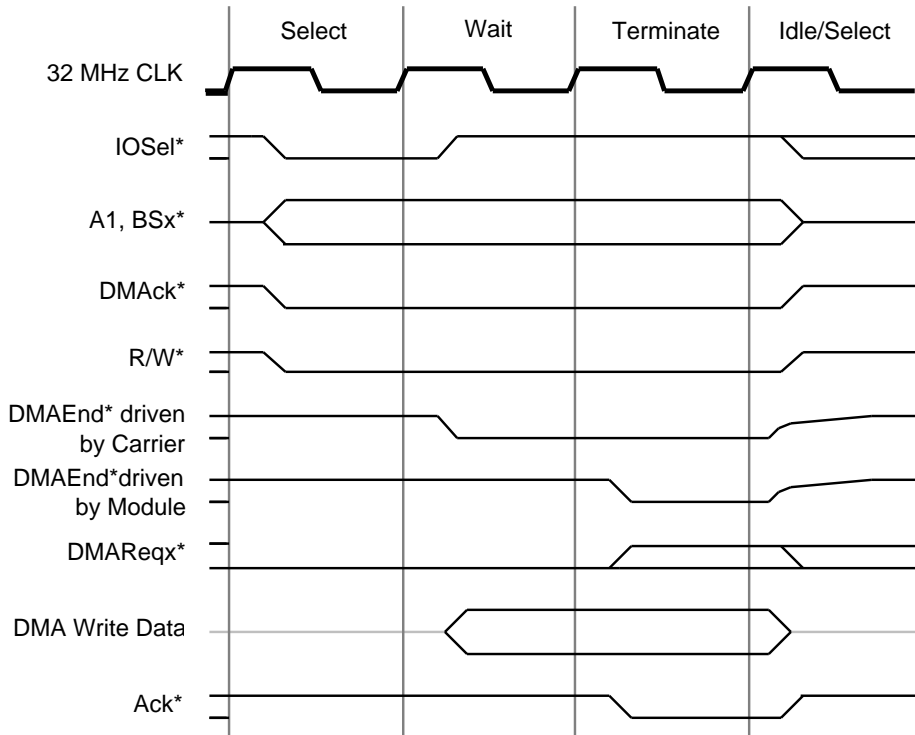 Select Wait Terminate Idle/Select
32 MHz CLK
IOSel*
A1, BSx*
DMAck*
R/W*
DMAEnd* driven
by Carrier
DMAEnd*driven
by Module
DMAReqx*
DMA Write Data
Ack*